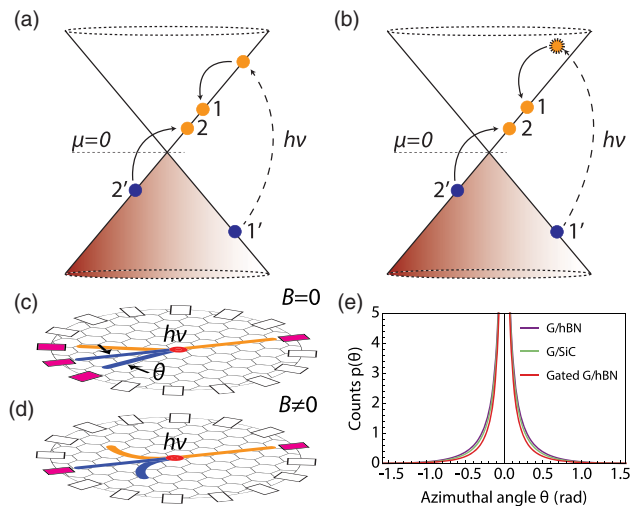 (a)
1
2
μ=0
hν
2'
1'
(b)
1
2
μ=0
hν
2'
1'
(c)
B=0
hν
θ
(d)
B≠0
hν
(e)
5
4
3
2
1
0
Counts p(θ)
G/hBN
G/SiC
Gated G/hBN
-1.5 -1.0 -0.5 0.0 0.5 1.0 1.5
Azimuthal angle θ (rad)